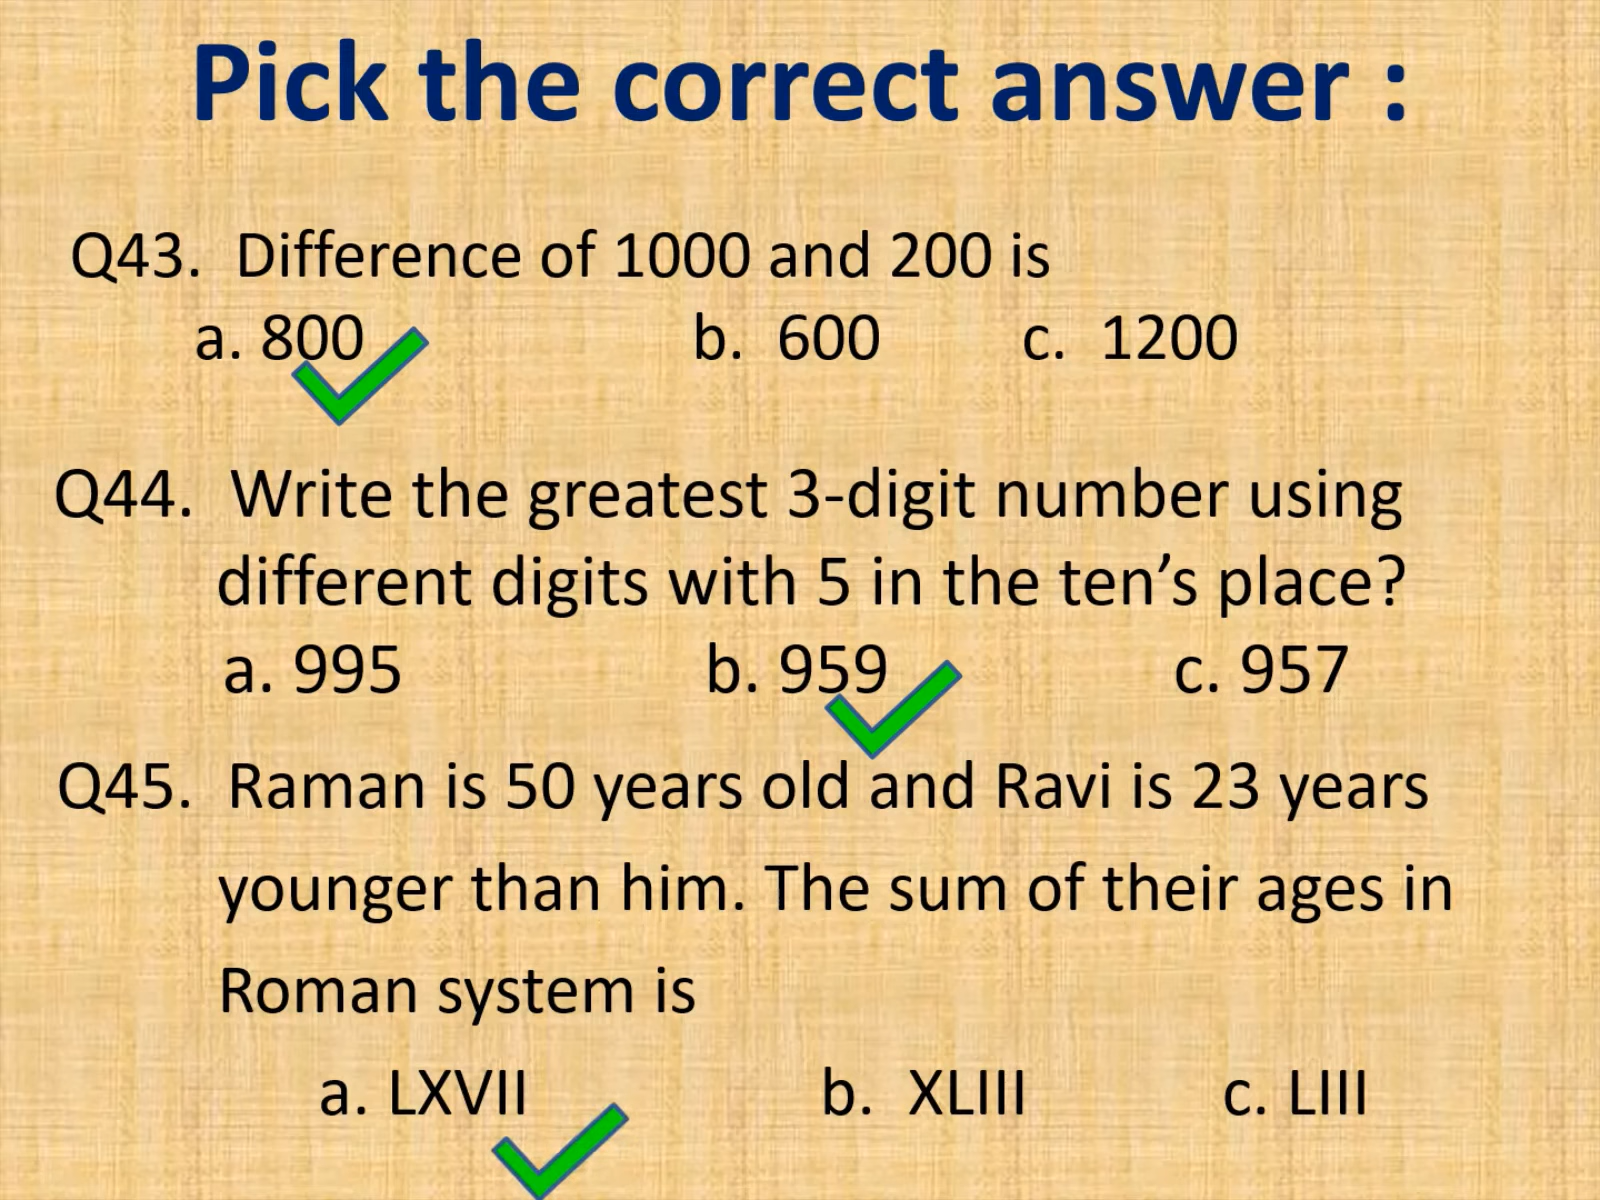 Pick the correct answer :
Q43. Difference of 1000 and 200 is
a. 800 b. 600 c. 1200
Q44. Write the greatest 3-digit number using
different digits with 5 in the ten’s place?
a. 995 b. 959 c. 957
Q45. Raman is 50 years old and Ravi is 23 years
younger than him. The sum of their ages in
Roman system is
a. LXVII b. XLIII c. LIII